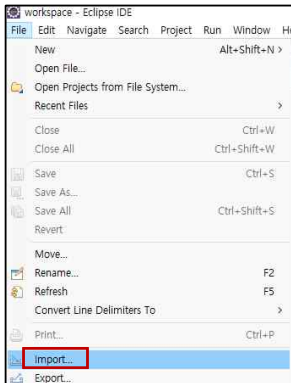 workspace - Eclipse IDE
File Edit Navigate Search Project Run Window
New Alt+Shift+N >
Open File...
Open Projects from File System...
Recent Files >
Close Ctrl+W
Close All Ctrl+Shift+W
Save Ctrl+S
Save As...
Save All Ctrl+Shift+S
Revert
Move...
Rename... F2
Refresh F5
Convert Line Delimiters To >
Print... Ctrl+P
Import...
Export...